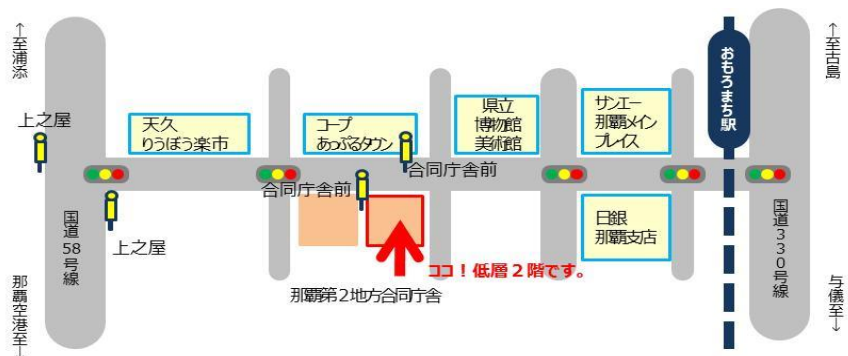 ↑至浦添
上之屋
天久
りうぼう楽市
コープ
あっぷるタウン
県立
博物館
美術館
サンエー
那覇メイン
プレイス
おもろまち駅
↑至古島
合同庁舎前
合同庁舎前
上之屋
国道58号線
日銀
那覇支店
国道330号線
ココ！低層２階です。
那覇第２地方合同庁舎
那覇空港至↓
与儀至↓